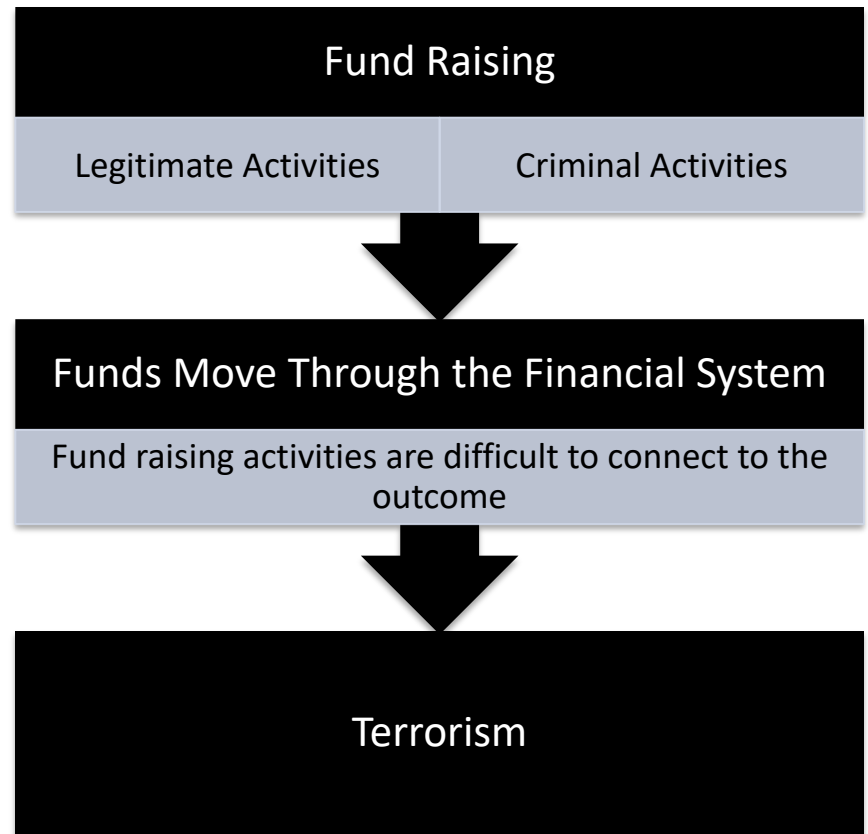 Fund Raising
Legitimate Activities
Criminal Activities
Funds Move Through the Financial System
Fund raising activities are difficult to connect to the
outcome
Terrorism